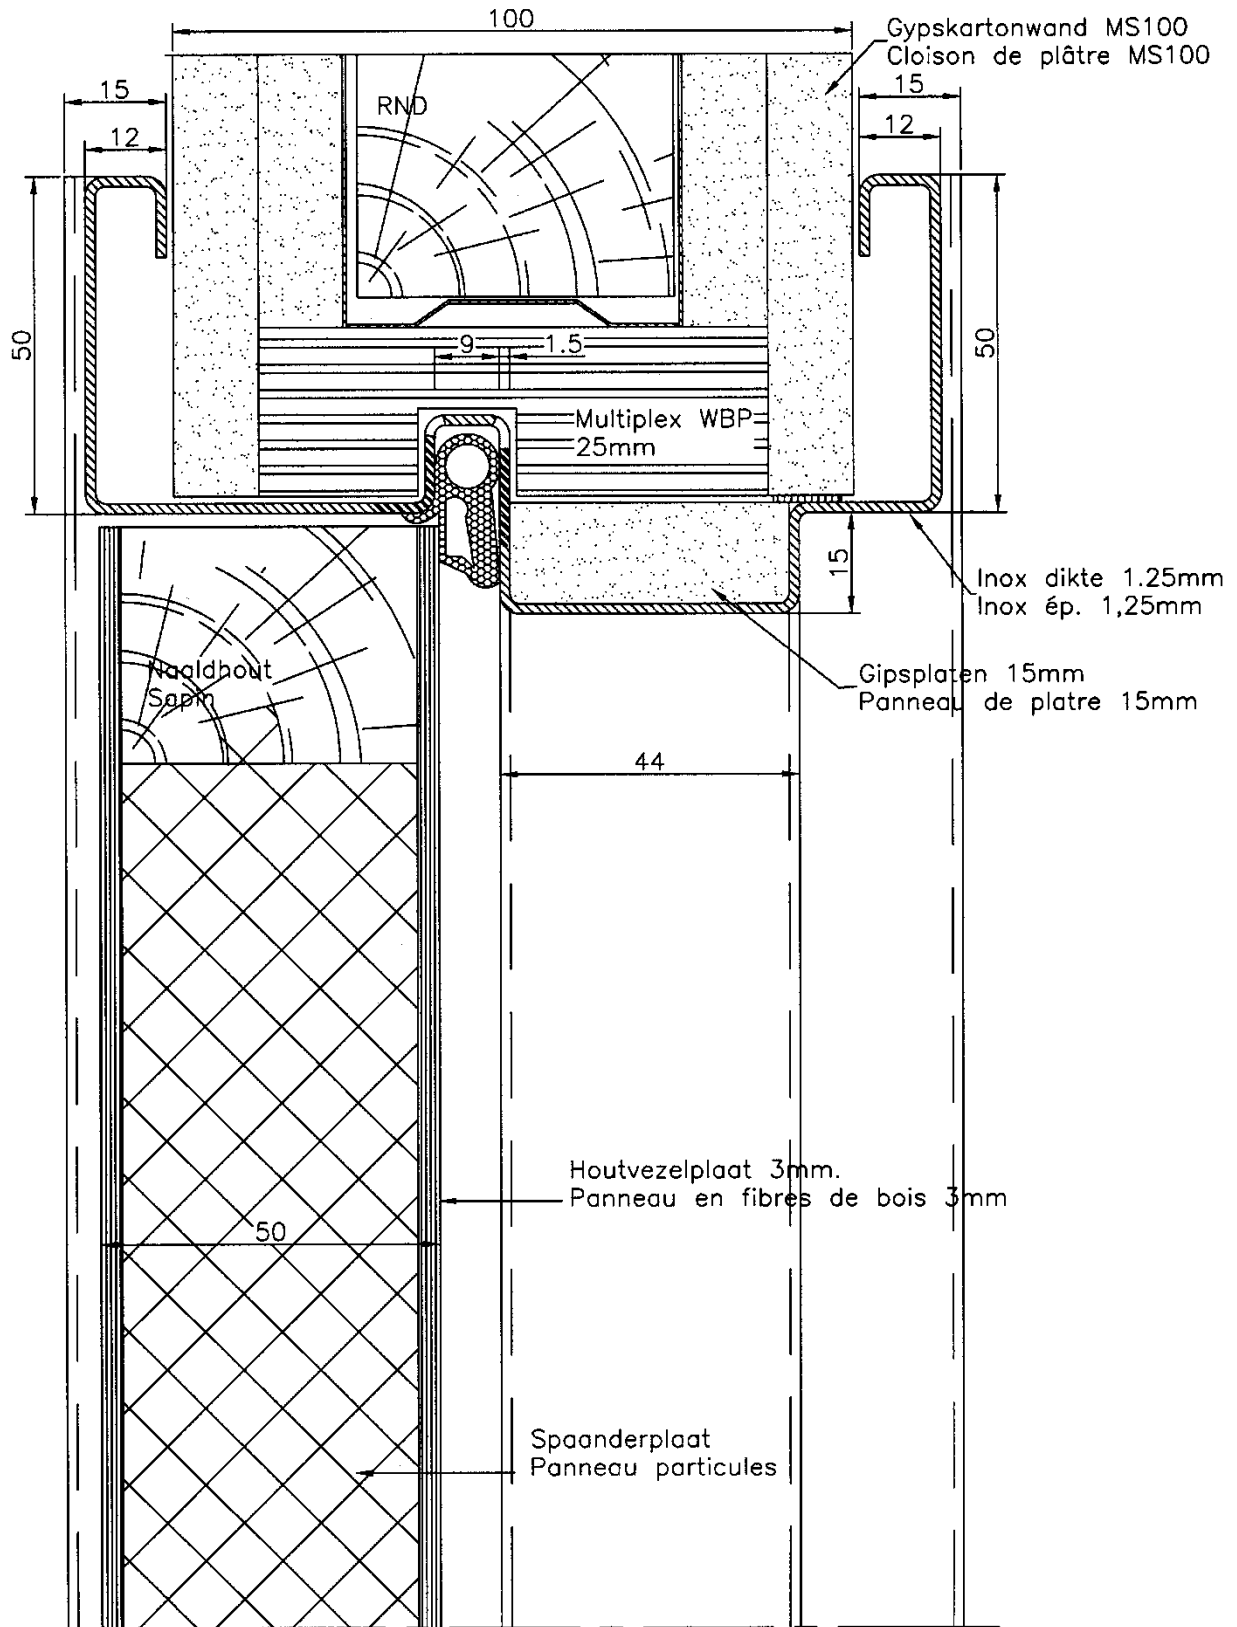 100
Gypskartonwand MS100
Cloison de plâtre MS100
15
15
12
12
RND
50
50
9
1.5
Multiplex WBP
25mm
15
Inox dikte 1.25mm
Inox ép. 1,25mm
Naaldhout
Sapin
Gipsplaten 15mm
Panneau de platre 15mm
44
Houtvezelplaat 3mm.
Panneau en fibres de bois 3mm
50
Spaanderplaat
Panneau particules